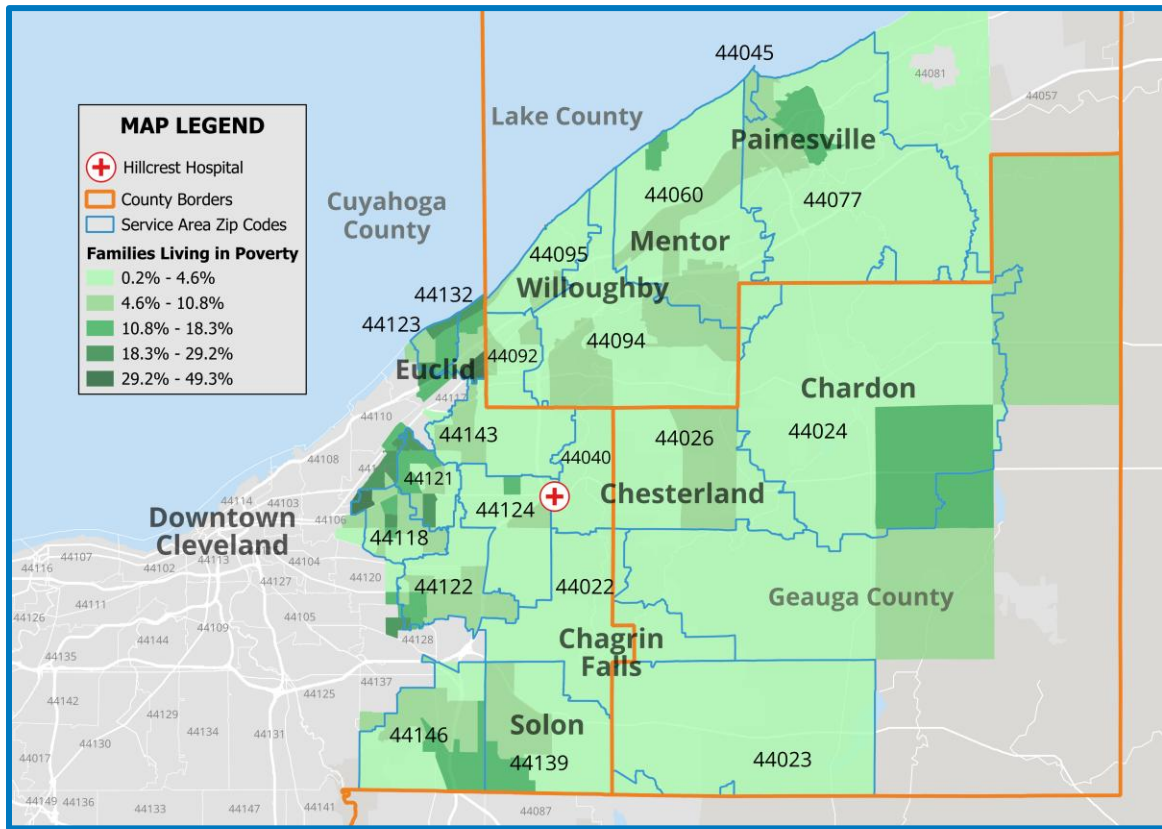 MAP LEGEND
Hillcrest Hospital
County Borders
Service Area Zip Codes
Families Living in Poverty
0.2% - 4.6%
4.6% - 10.8%
10.8% - 18.3%
18.3% - 29.2%
29.2% - 49.3%
44045
44081
44057
Lake County
Painesville
Cuyahoga
County
44060
44077
Mentor
44095
Willoughby
44132
44123
44094
44092
Euclid
Chardon
44117
44110
44143
44026
44024
44040
44108
44121
Chesterland
44124
44114
44103
44106
Downtown
Cleveland
44118
44107
44102
44113
44104
44116
44127
44120
44122
44022
Geauga County
44111
44105
44126
44109
44128
44144
Chagrin
Falls
44135
44137
44125
44142
44129
44134
44131
44130
44017
44146
Solon
44139
44023
44149
44136
44133
44147
44141
44087